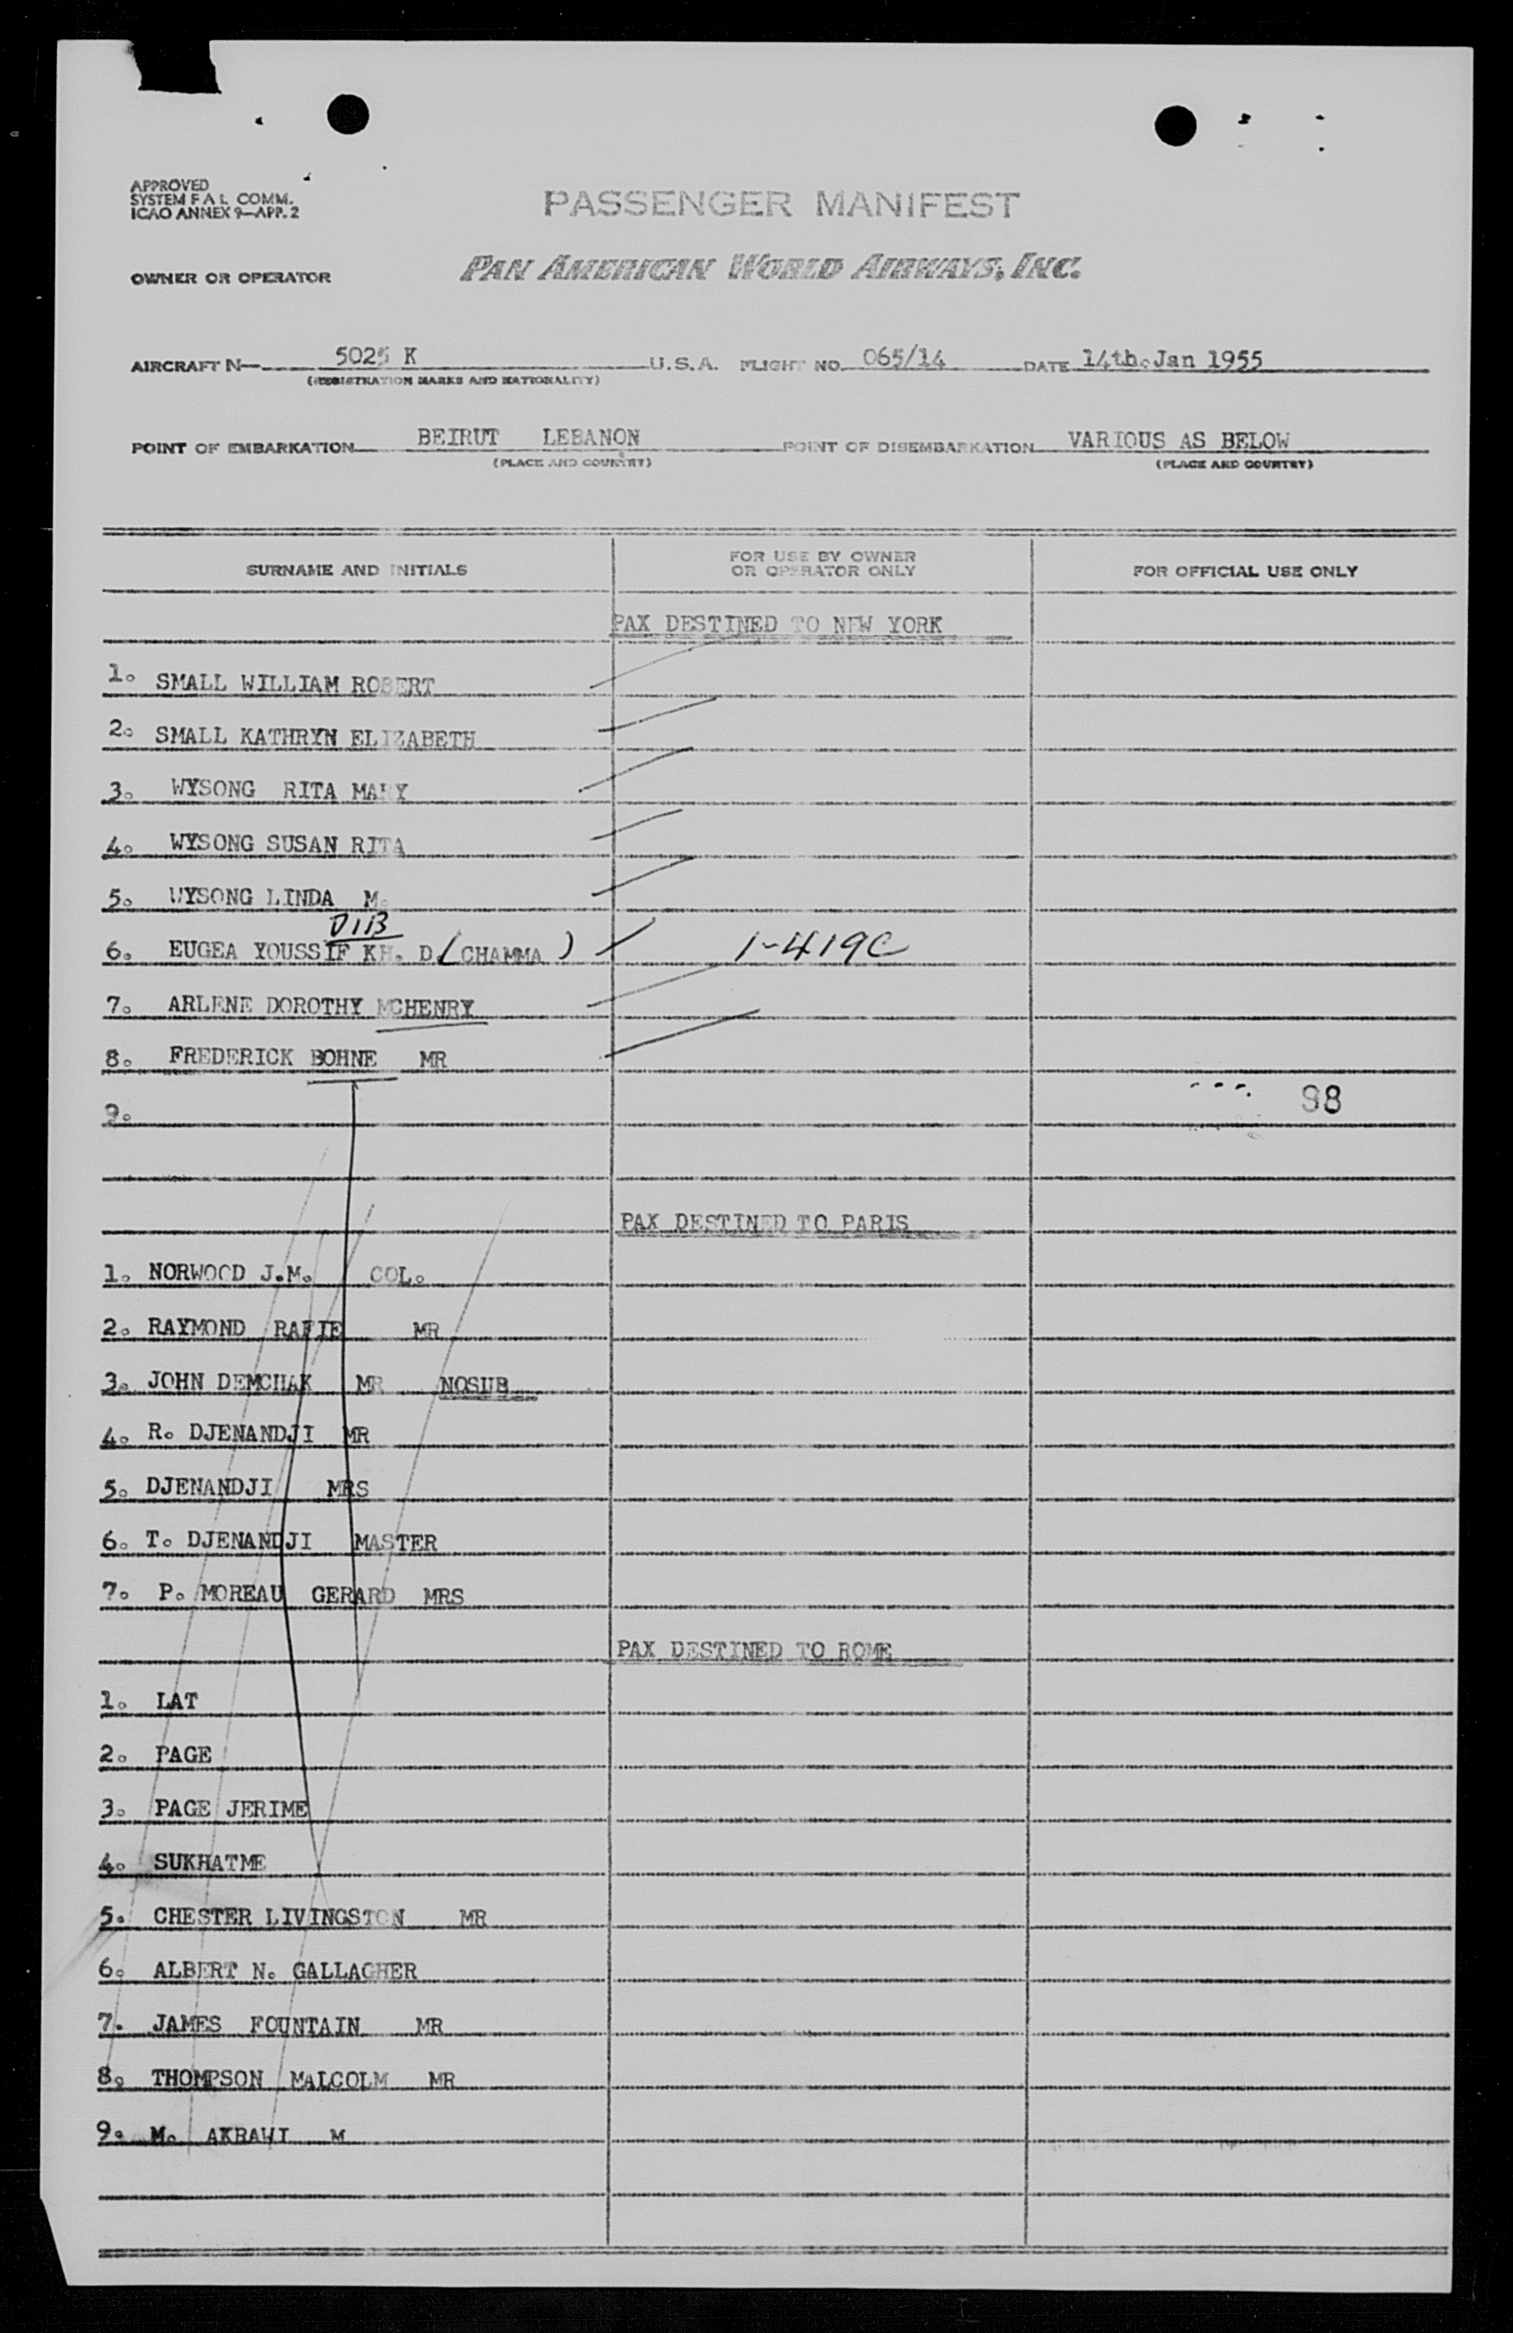 APPROVED
SYSTEM F A L COMM.
ICAO ANNEX 9—APP. 2
PASSENGER MANIFEST
OWNER OR OPERATOR PAN AMERICAN WORLD AIRWAYS, INC.
AIRCRAFT N— 5025 K U.S.A. FLIGHT NO. 065/14 DATE 14th. Jan 1955
(REGISTRATION MARKS AND NATIONALITY)
POINT OF EMBARKATION BEIRUT LEBANON POINT OF DISEMBARKATION VARIOUS AS BELOW
(PLACE AND COUNTRY) (PLACE AND COUNTRY)
SURNAME AND INITIALS FOR USE BY OWNER OR OPERATOR ONLY FOR OFFICIAL USE ONLY
PAX DESTINED TO NEW YORK
1. SMALL WILLIAM ROBERT
2. SMALL KATHRYN ELIZABETH
3. WYSONG RITA MARY
4. WYSONG SUSAN RITA
5. WYSONG LINDA M.
DIB
6. EUGEA YOUSSIF KH. D. (CHAMMA) 1-419C
7. ARLENE DOROTHY MCHENRY
8. FREDERICK BOHNE MR
9. 98
PAX DESTINED TO PARIS
1. NORWOOD J.M. COL.
2. RAYMOND RAFIE MR
3. JOHN DEMCHAK MR NOSUB
4. R. DJENANDJI MR
5. DJENANDJI MRS
6. T. DJENANDJI MASTER
7. P. MOREAU GERARD MRS
PAX DESTINED TO ROME
1. LAT
2. PAGE
3. PAGE JERIME
4. SUKHATME
5. CHESTER LIVINGSTON MR
6. ALBERT N. GALLAGHER
7. JAMES FOUNTAIN MR
8. THOMPSON MALCOLM MR
9. M. AKRAWI M